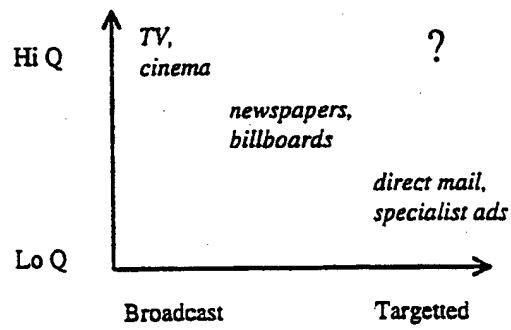 Hi Q
TV,
cinema
?
newspapers,
billboards
direct mail,
specialist ads
Lo Q
Broadcast
Targetted